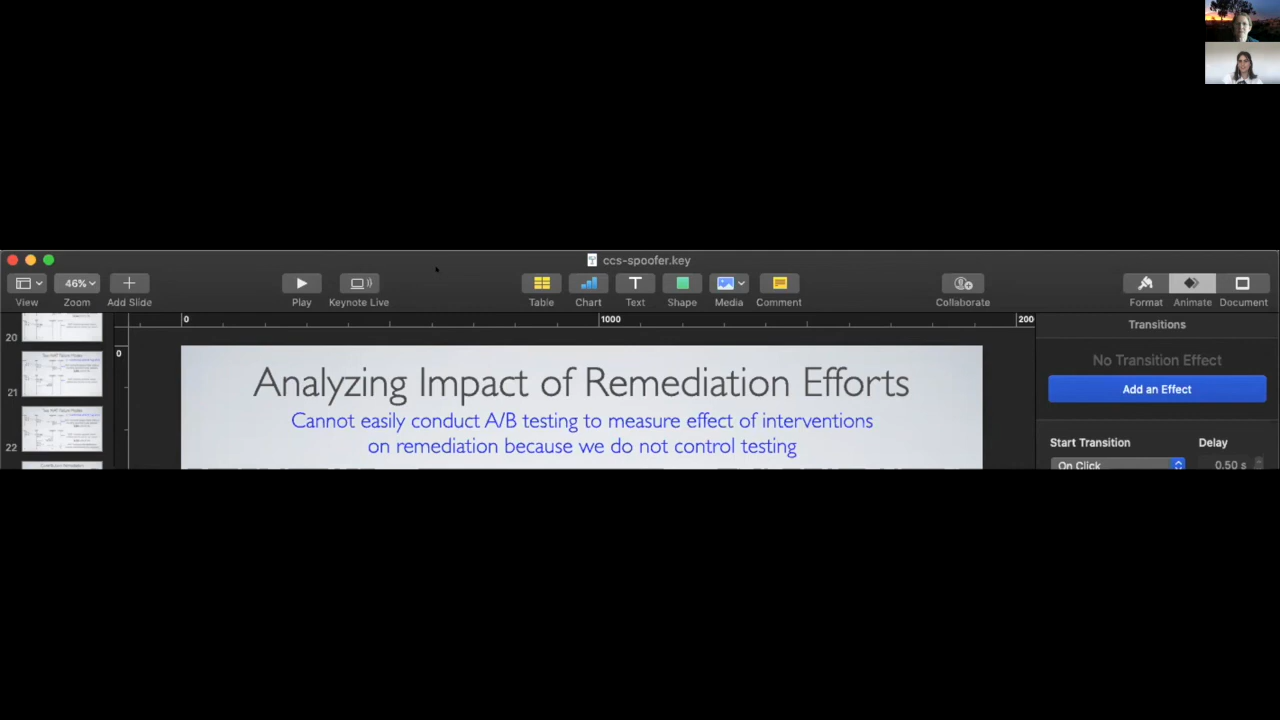 ccs-spoofer.key
46%
View
Zoom
Add Slide
Play
Keynote Live
Table
Chart
Text
Shape
Media
Comment
Collaborate
Format
Animate
Document
0
1000
200
Transitions
20
0
21
22
Analyzing Impact of Remediation Efforts
Cannot easily conduct A/B testing to measure effect of interventions
on remediation because we do not control testing
No Transition Effect
Add an Effect
Start Transition
Delay
On Click
0.50 s